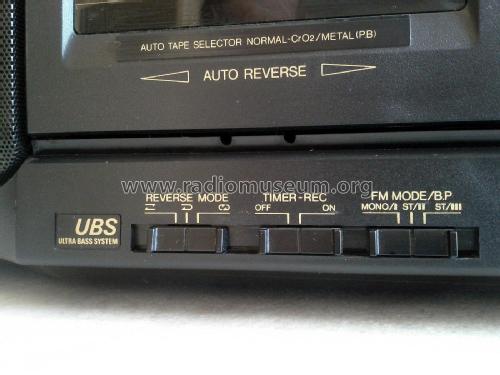 AUTO TAPE SELECTOR NORMAL-CrO2/METAL(P.B)
AUTO REVERSE
www.radiomuseum.org
REVERSE MODE
TIMER-REC
OFF ON
FM MODE/B.P
MONO/I ST/II ST/III
UBS
ULTRA BASS SYSTEM